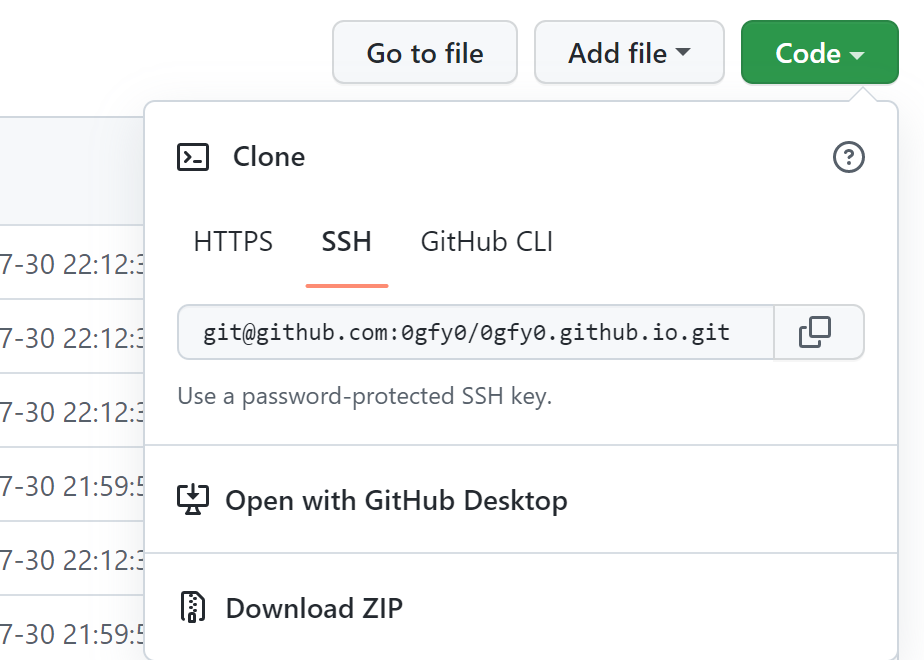 Go to file
Add file
Code
Clone
HTTPS
SSH
GitHub CLI
git@github.com:0gfy0/0gfy0.github.io.git
Use a password-protected SSH key.
Open with GitHub Desktop
Download ZIP
7-30 22:12:3
7-30 22:12:3
7-30 22:12:3
7-30 21:59:5
7-30 22:12:3
7-30 21:59:5